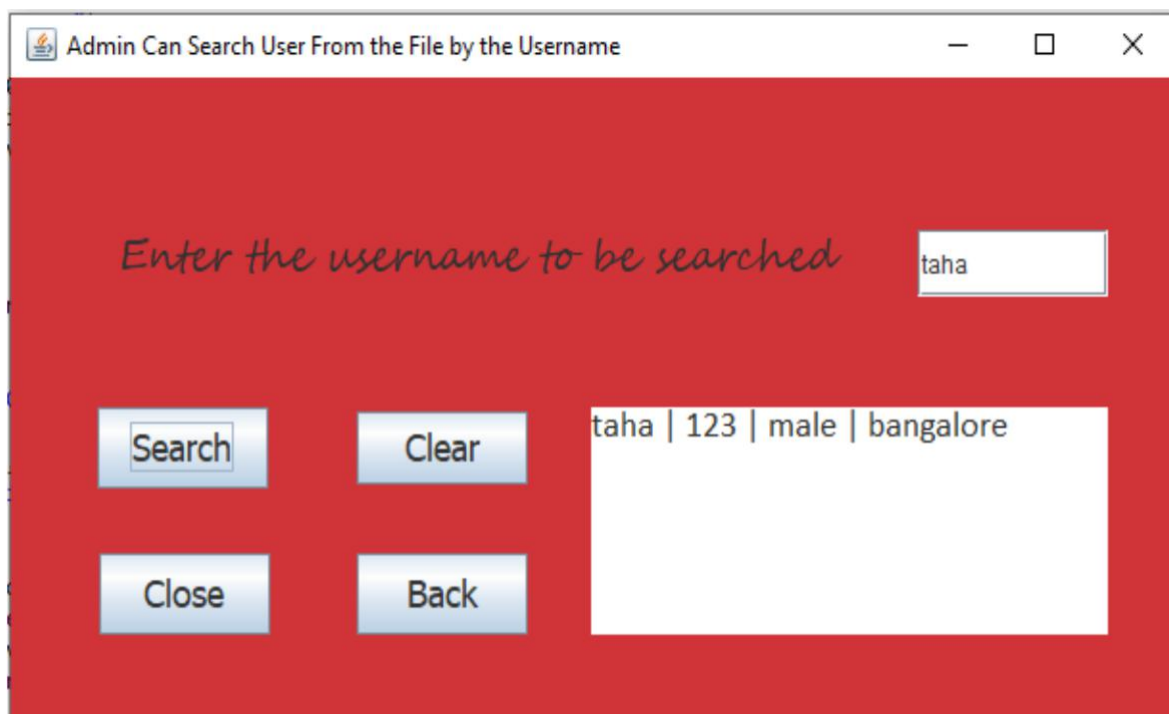 Admin Can Search User From the File by the Username
Enter the username to be searched
taha
Search
Clear
taha | 123 | male | bangalore
Close
Back